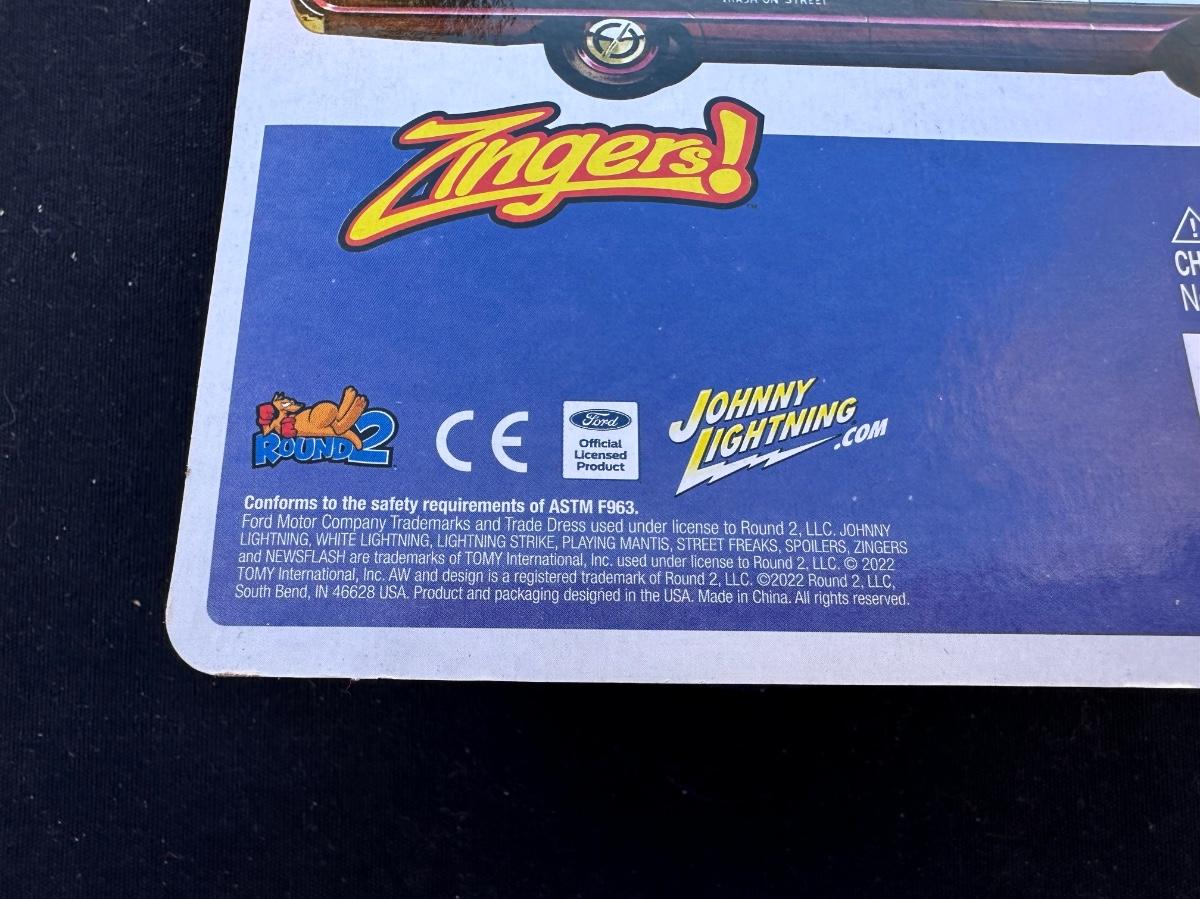 Zingers!
TM
CH
ROUND 2
CE
Ford
Official
Licensed
Product
JOHNNY
LIGHTNING
.COM
Conforms to the safety requirements of ASTM F963.
Ford Motor Company Trademarks and Trade Dress used under license to Round 2, LLC. JOHNNY
LIGHTNING, WHITE LIGHTNING, LIGHTNING STRIKE, PLAYING MANTIS, STREET FREAKS, SPOILERS, ZINGERS
and NEWSFLASH are trademarks of TOMY International, Inc. used under license to Round 2, LLC. © 2022
TOMY International, Inc. AW and design is a registered trademark of Round 2, LLC. ©2022 Round 2, LLC,
South Bend, IN 46628 USA. Product and packaging designed in the USA. Made in China. All rights reserved.